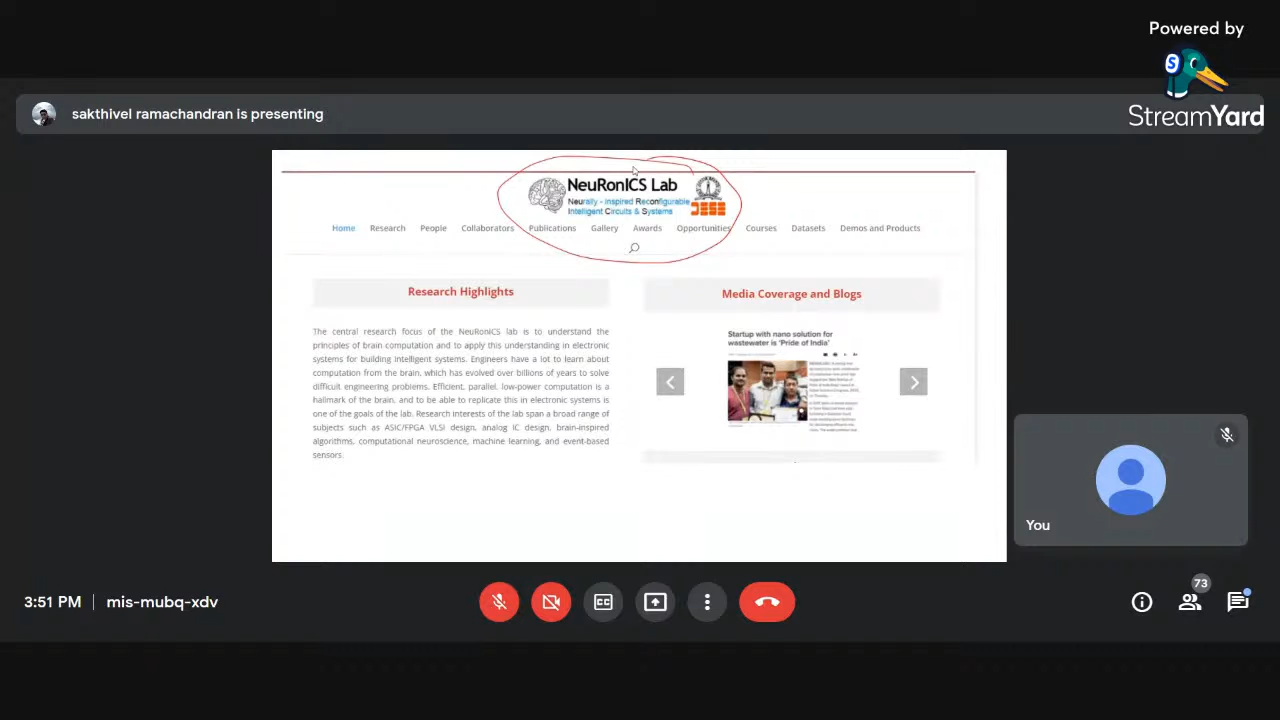 Powered by
StreamYard
sakthivel ramachandran is presenting
NeuRonICS Lab
Neurally - inspired Reconfigurable
Intelligent Circuits & Systems
DESE
Home Research People Collaborators Publications Gallery Awards Opportunities Courses Datasets Demos and Products
Research Highlights
The central research focus of the NeuRonICS lab is to understand the
principles of brain computation and to apply this understanding in electronic
systems for building intelligent systems. Engineers have a lot to learn about
computation from the brain, which has evolved over billions of years to solve
difficult engineering problems. Efficient, parallel, low-power computation is a
hallmark of the brain, and to be able to replicate this in electronic systems is
one of the goals of the lab. Research interests of the lab span a broad range of
subjects such as ASIC/FPGA VLSI design, analog IC design, brain-inspired
algorithms, computational neuroscience, machine learning, and event-based
sensors.
Media Coverage and Blogs
Startup with nano solution for
wastewater is 'Pride of India'
You
3:51 PM | mis-mubq-xdv
73